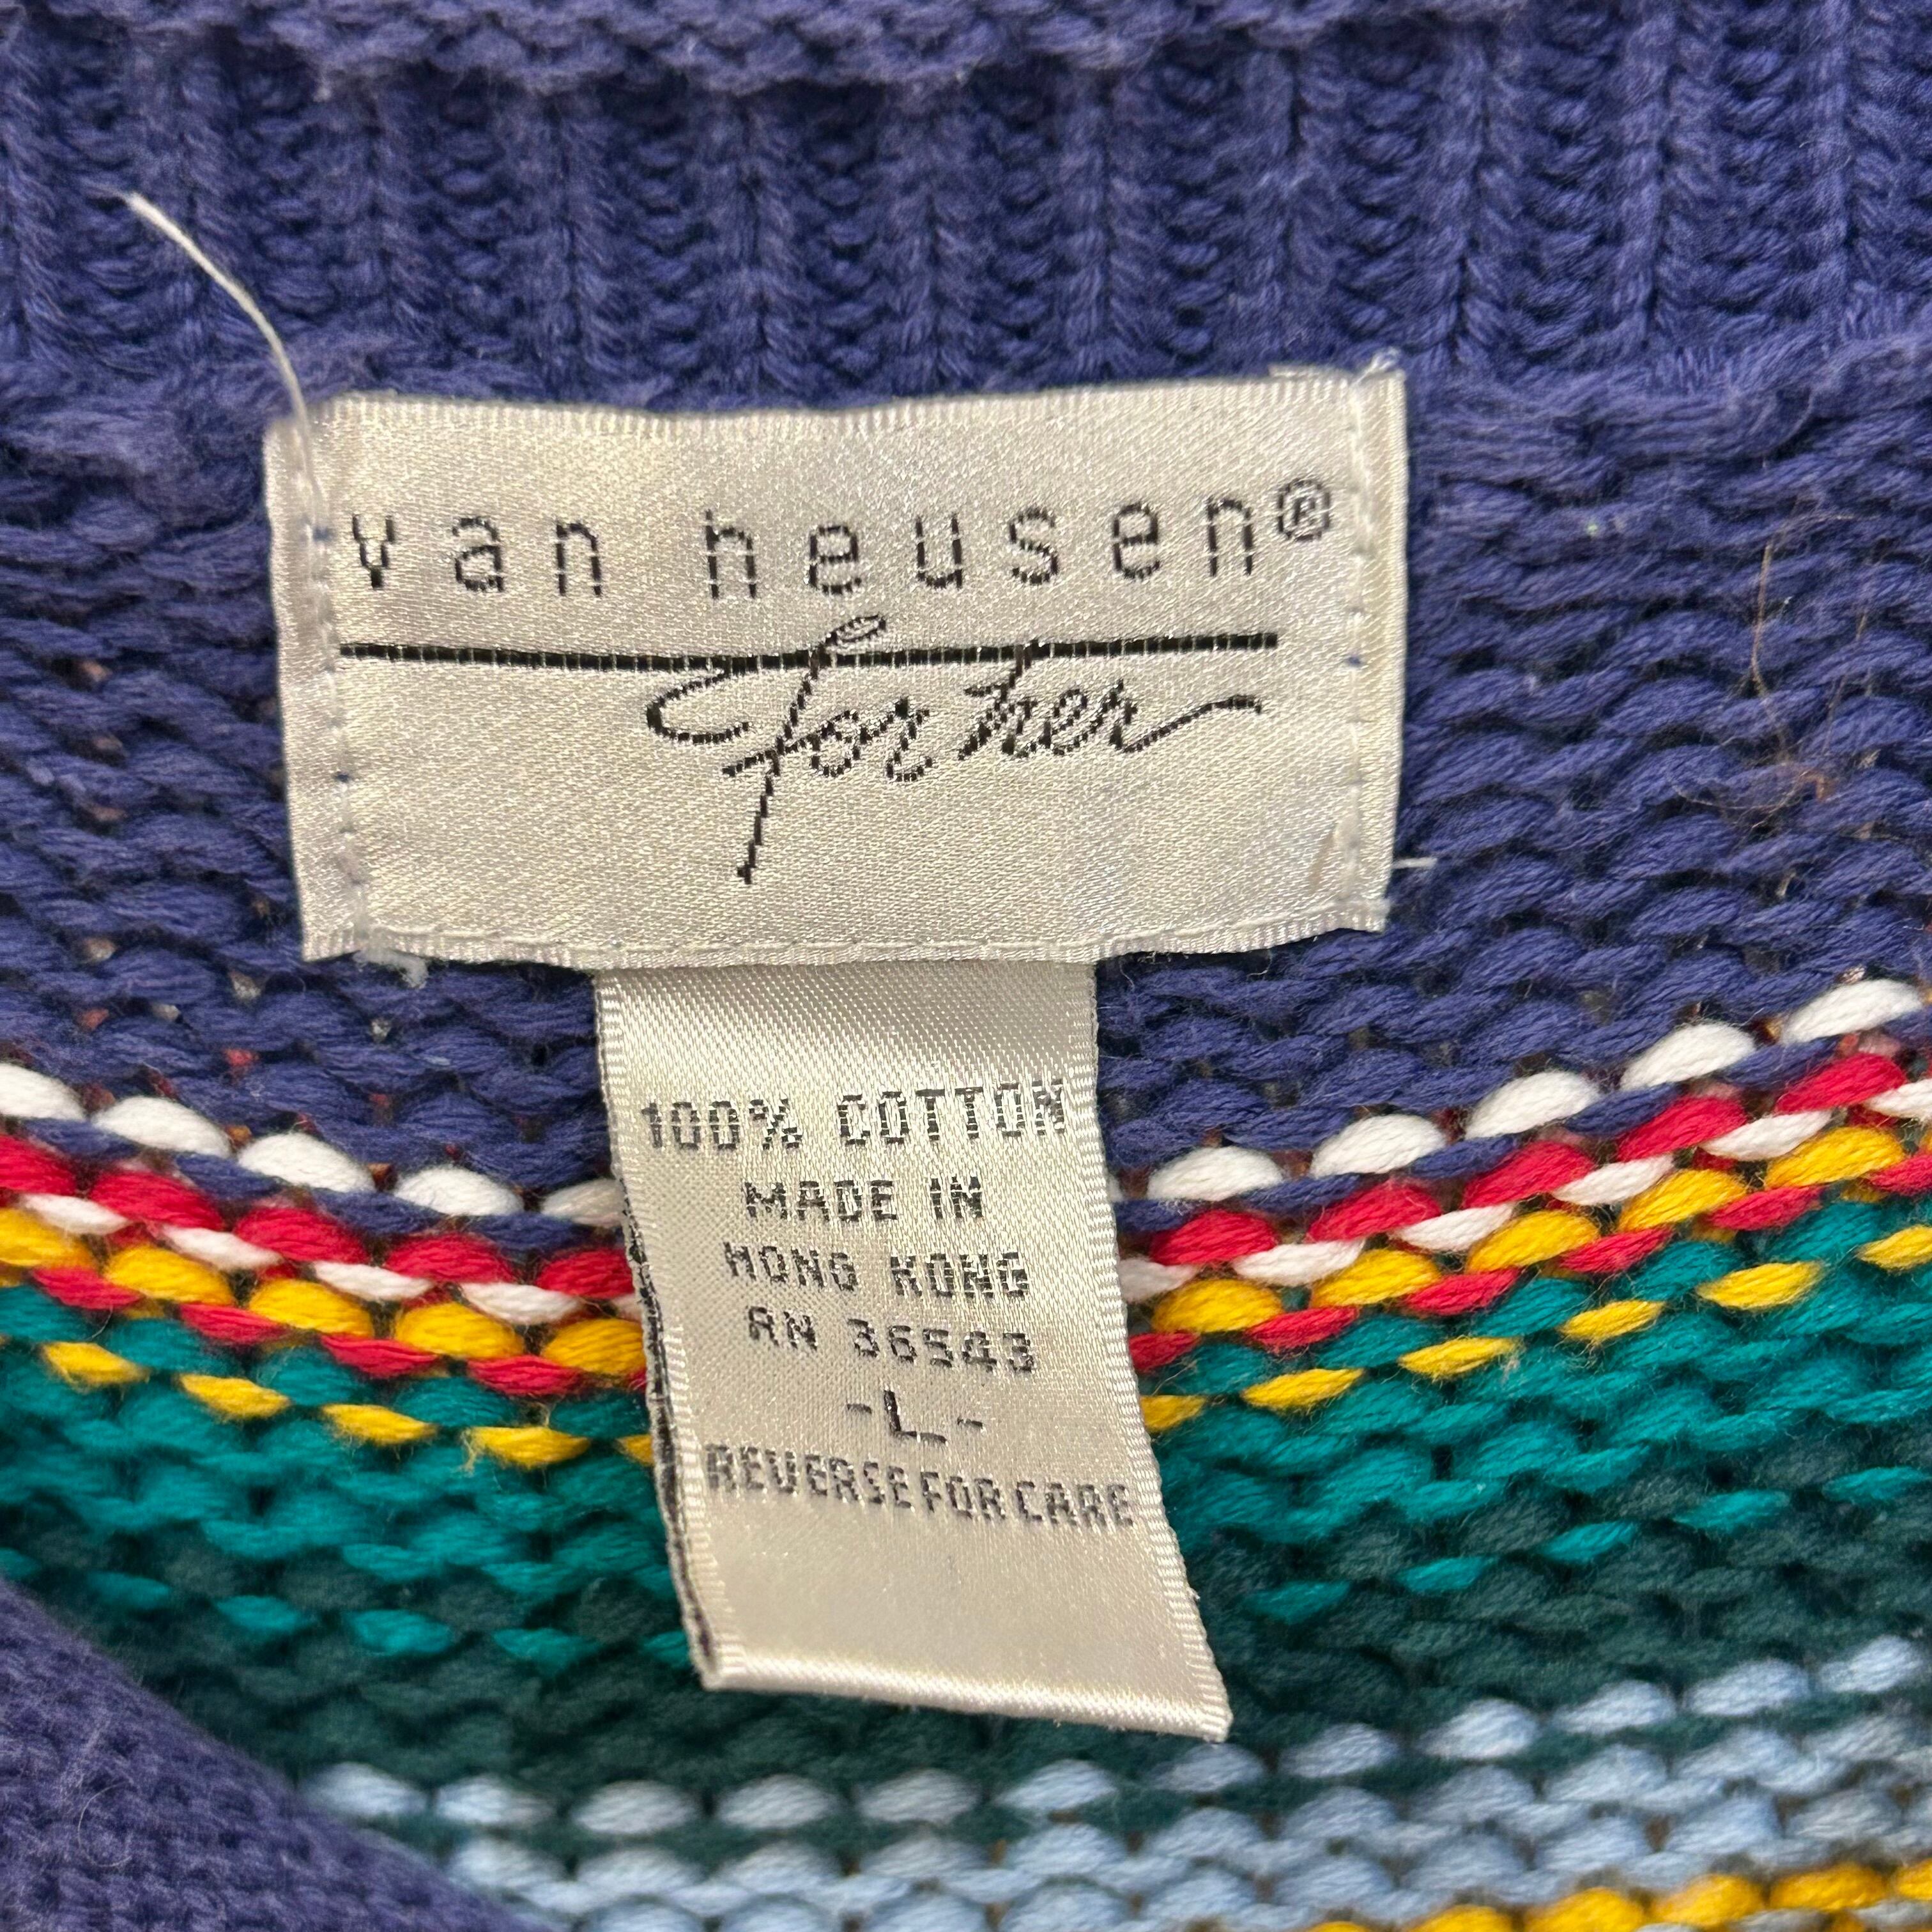 van heusen®
for her
100% COTTON
MADE IN
HONG KONG
RN 36543
-L-
REVERSE FOR CARE